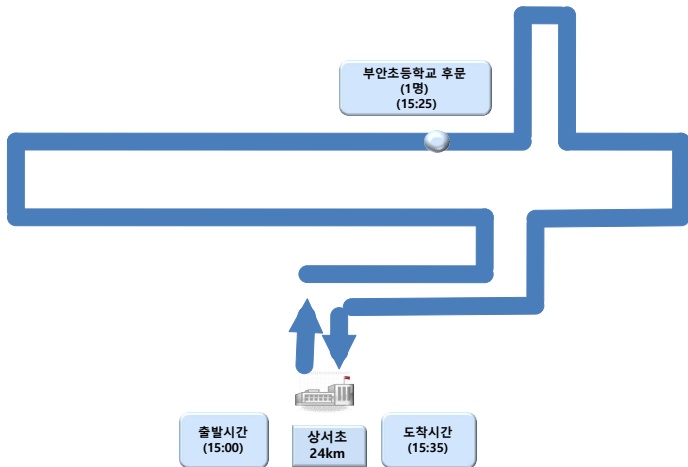 부안초등학교 후문
(1명)
(15:25)
출발시간
(15:00)
상서초
24km
도착시간
(15:35)